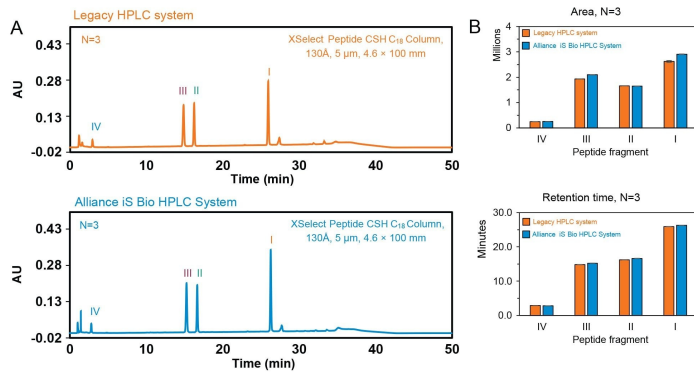 A
Legacy HPLC system
N=3
XSelect Peptide CSH C18 Column,
130Å, 5 µm, 4.6 × 100 mm
AU
0.43
0.28
0.13
-0.02
IV
III
II
I
0
10
20
30
40
50
Time (min)
Alliance iS Bio HPLC System
N=3
XSelect Peptide CSH C18 Column,
130Å, 5 µm, 4.6 × 100 mm
AU
0.43
0.28
0.13
-0.02
IV
III
II
I
0
10
20
30
40
50
Time (min)
B
Area, N=3
Legacy HPLC system
Alliance iS Bio HPLC System
Millions
4
3
2
1
0
IV
III
II
I
Peptide fragment
Retention time, N=3
Legacy HPLC system
Alliance iS Bio HPLC System
Minutes
30.0
20.0
10.0
0.0
IV
III
II
I
Peptide fragment